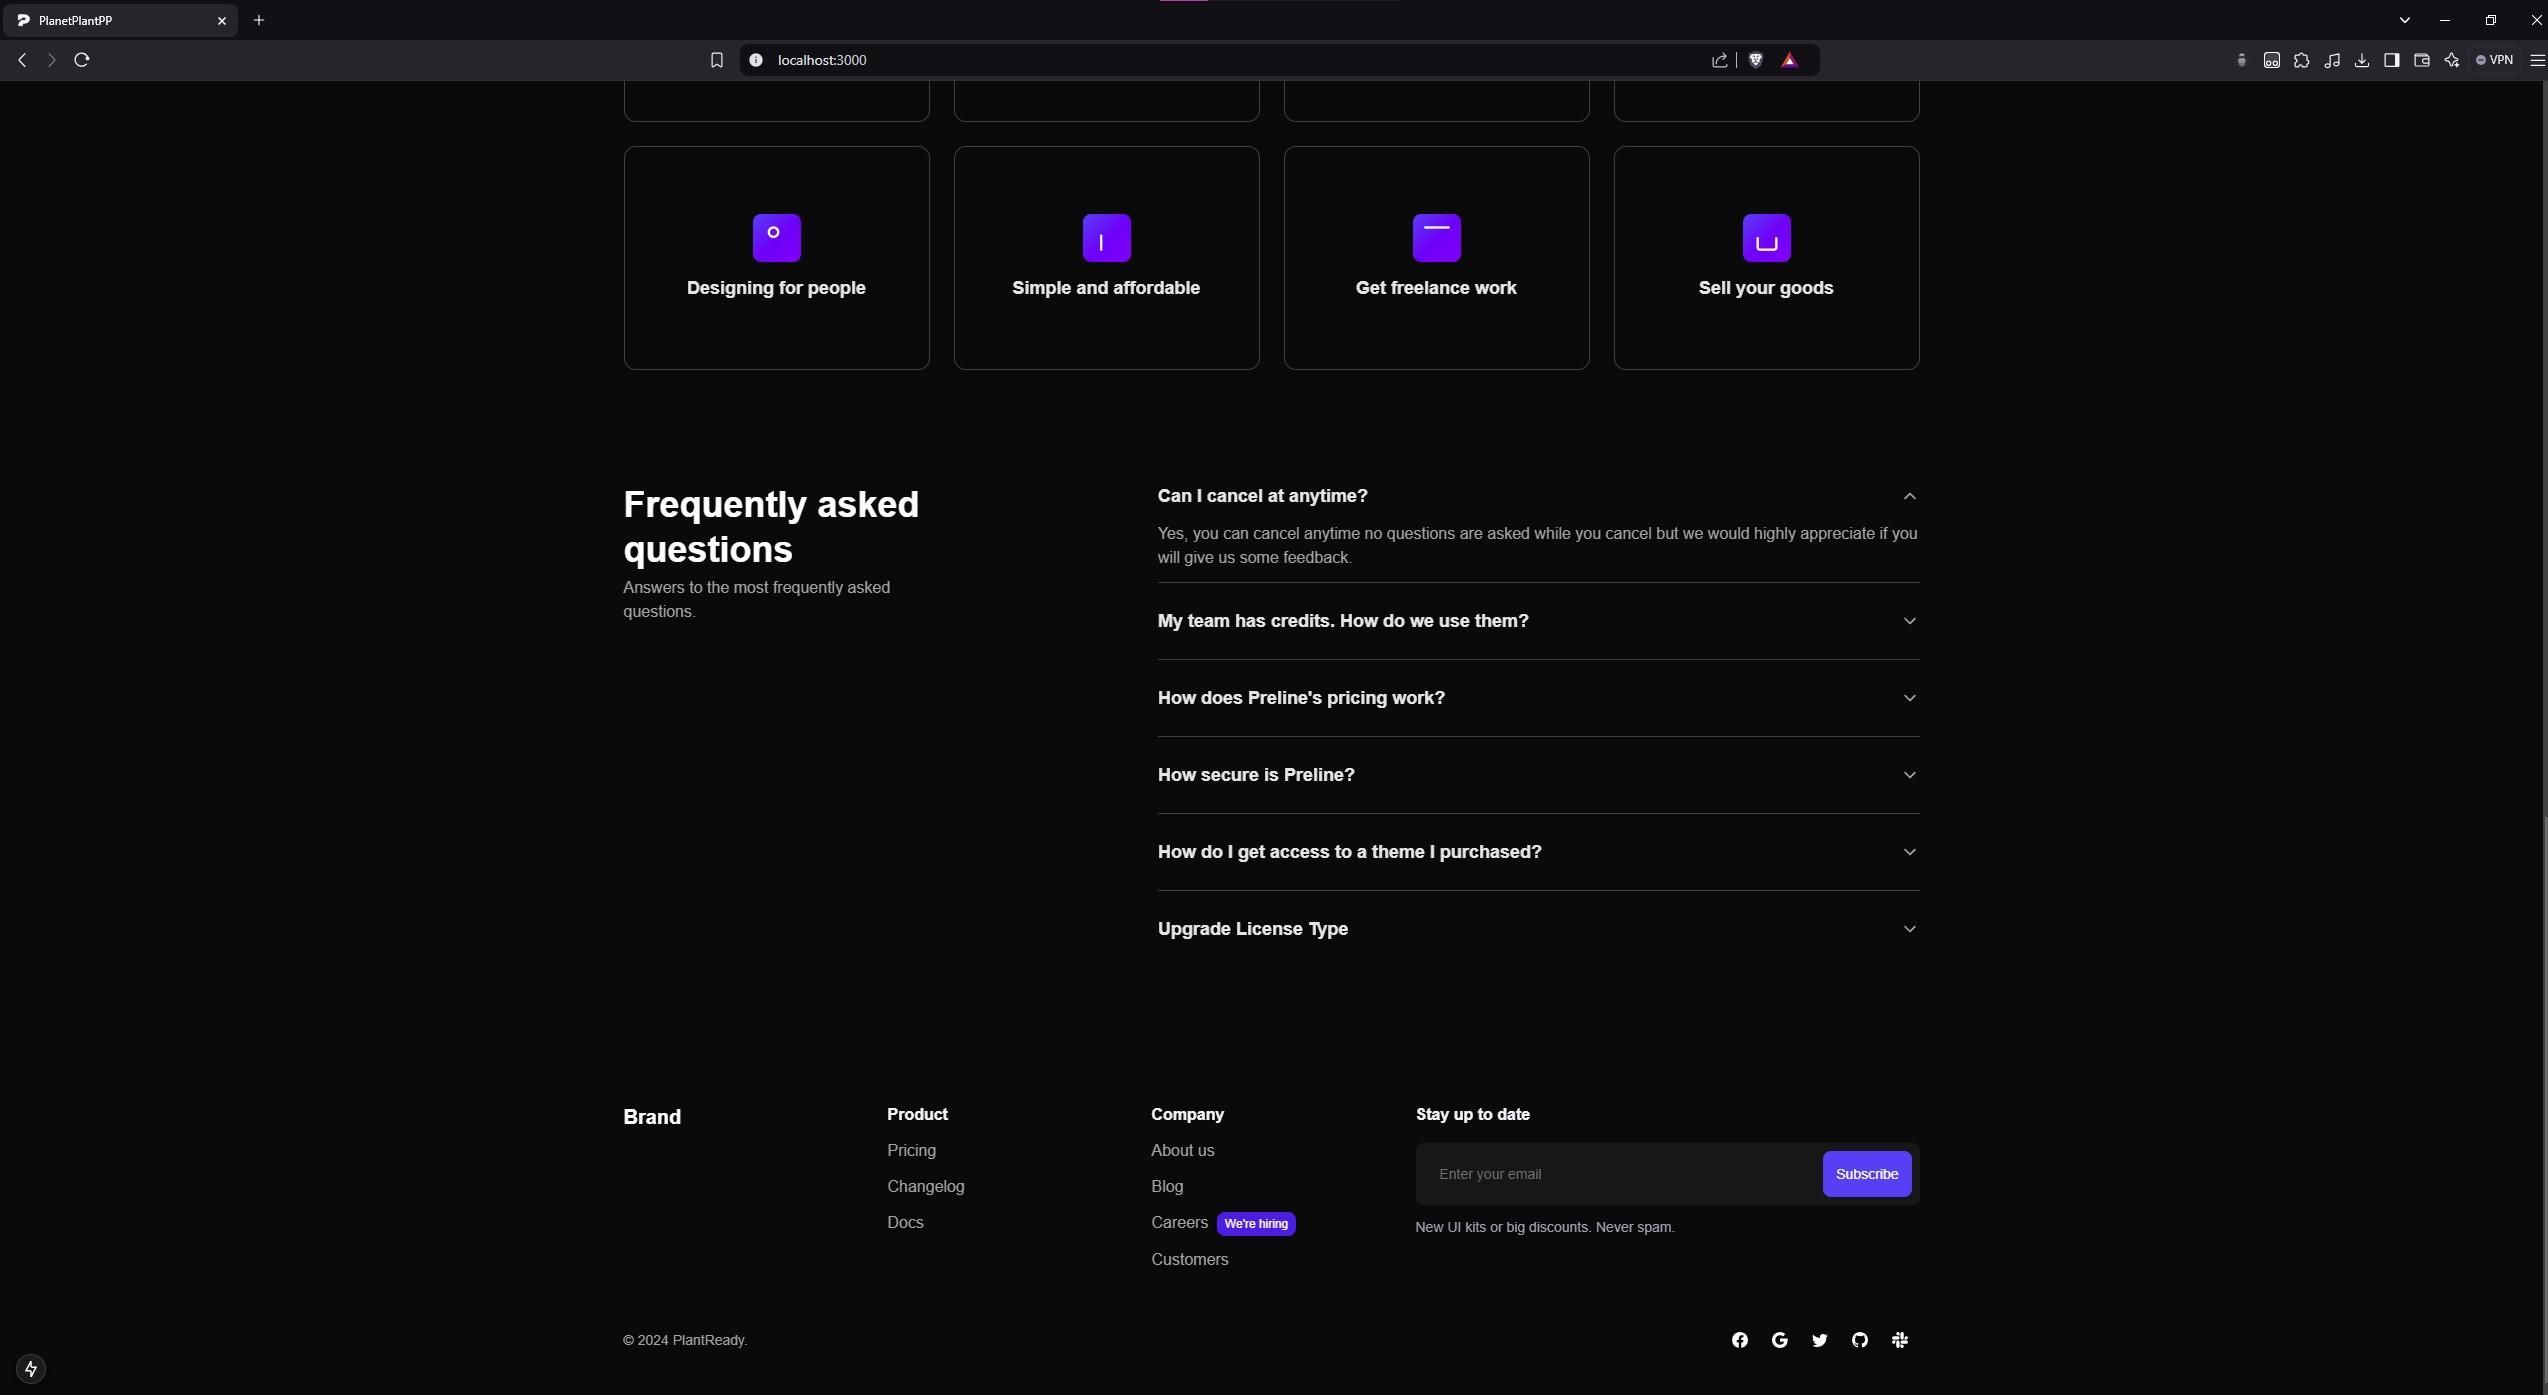 PlanetPlantPP
localhost:3000
VPN
Designing for people
Simple and affordable
Get freelance work
Sell your goods
Frequently asked
questions
Answers to the most frequently asked
questions.
Can I cancel at anytime?
Yes, you can cancel anytime no questions are asked while you cancel but we would highly appreciate if you
will give us some feedback.
My team has credits. How do we use them?
How does Preline's pricing work?
How secure is Preline?
How do I get access to a theme I purchased?
Upgrade License Type
Brand
Product
Pricing
Changelog
Docs
Company
About us
Blog
Careers We're hiring
Customers
Stay up to date
Enter your email
Subscribe
New UI kits or big discounts. Never spam.
© 2024 PlantReady.